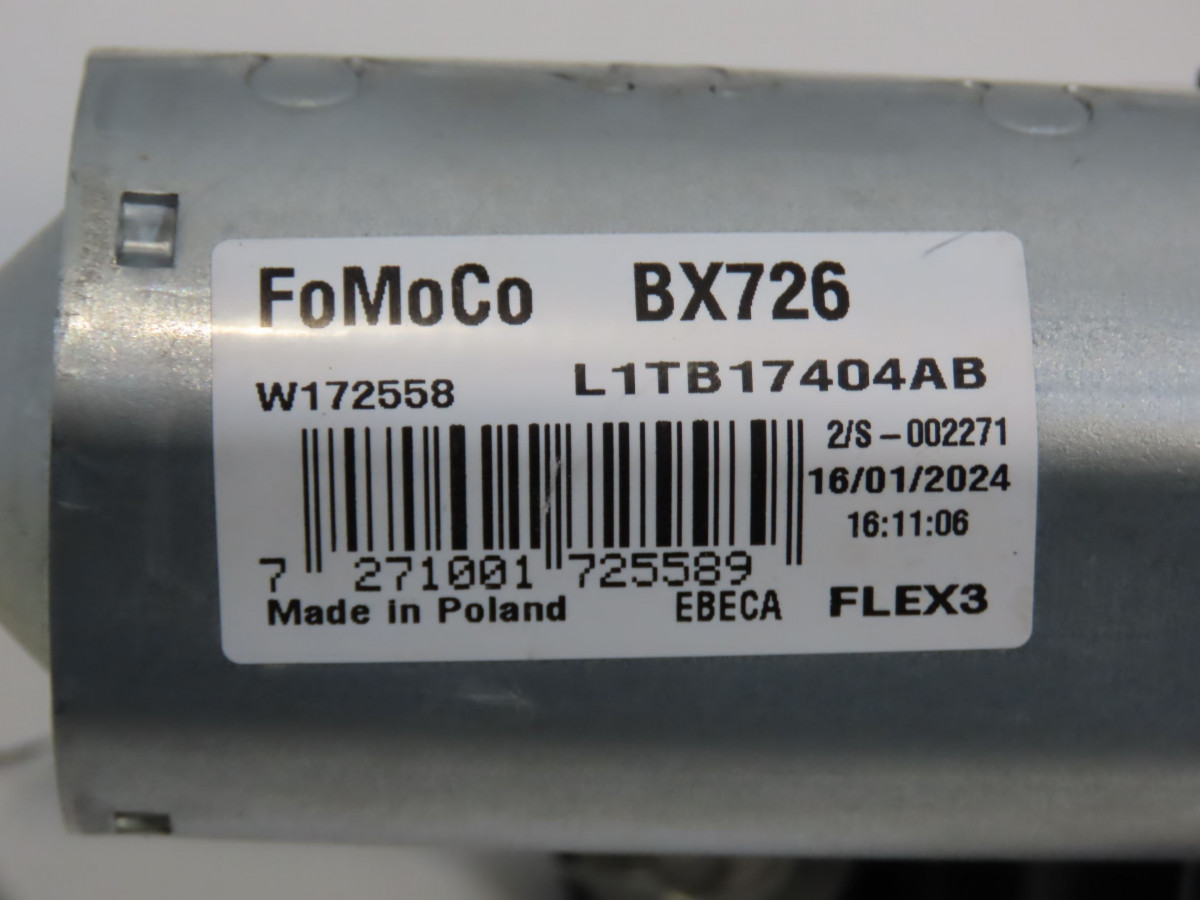 FoMoCo BX726
W172558 L1TB17404AB
2/S-002271
16/01/2024
16:11:06
7 271001 725589
Made in Poland EBECA FLEX3